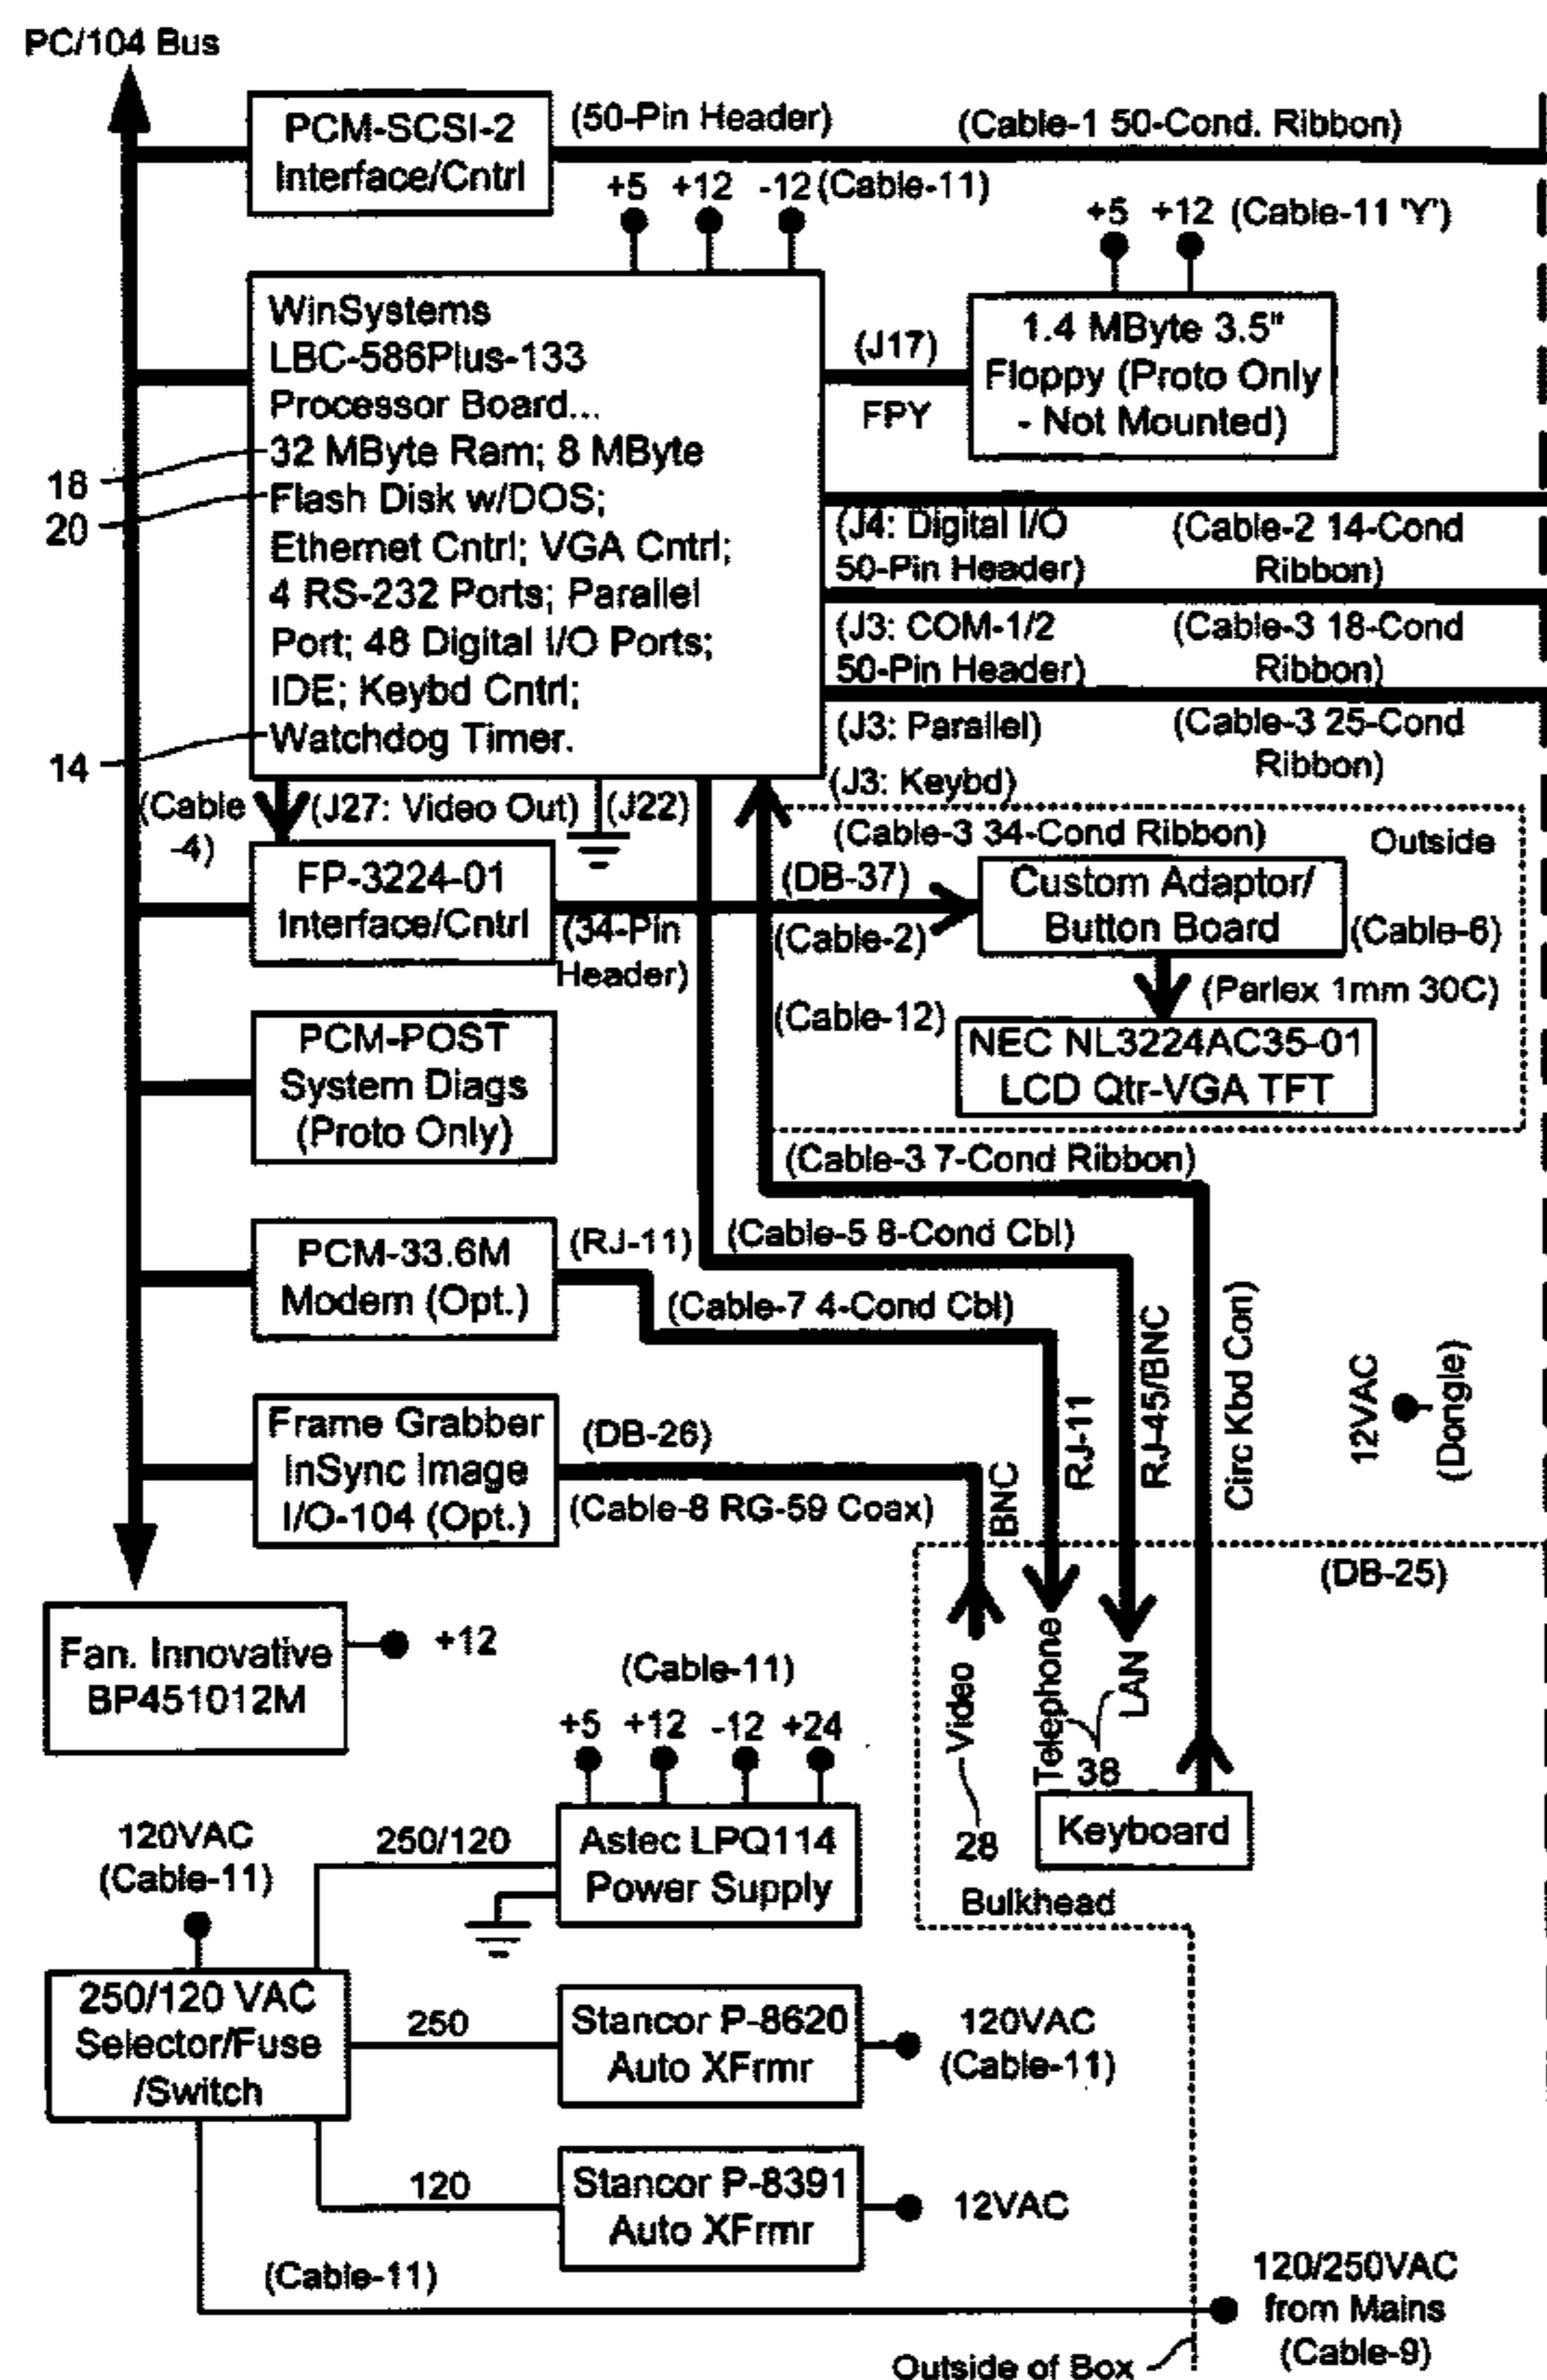 PC/104 Bus
PCM-SCSI-2
Interface/Cntrl
(50-Pin Header)
(Cable-1 50-Cond. Ribbon)
+5 +12 -12 (Cable-11)
+5 +12 (Cable-11 'Y')
WinSystems
LBC-586Plus-133
Processor Board...
32 MByte Ram; 8 MByte
Flash Disk w/DOS;
Ethernet Cntrl; VGA Cntrl;
4 RS-232 Ports; Parallel
Port; 48 Digital I/O Ports;
IDE; Keybd Cntrl;
Watchdog Timer.
18
20
14
(J17)
FPY
1.4 MByte 3.5"
Floppy (Proto Only
- Not Mounted)
(J4: Digital I/O
50-Pin Header)
(Cable-2 14-Cond
Ribbon)
(J3: COM-1/2
50-Pin Header)
(Cable-3 18-Cond
Ribbon)
(J3: Parallel)
(Cable-3 25-Cond
Ribbon)
(J3: Keybd)
(Cable
-4)
(J27: Video Out)
(J22)
(Cable-3 34-Cond Ribbon)
Outside
FP-3224-01
Interface/Cntrl
(34-Pin
Header)
(DB-37)
(Cable-2)
Custom Adaptor/
Button Board
(Cable-6)
(Parlex 1mm 30C)
(Cable-12)
NEC NL3224AC35-01
LCD Qtr-VGA TFT
PCM-POST
System Diags
(Proto Only)
(Cable-3 7-Cond Ribbon)
PCM-33.6M
Modem (Opt.)
(RJ-11)
(Cable-5 8-Cond Cbl)
(Cable-7 4-Cond Cbl)
Frame Grabber
InSync Image
I/O-104 (Opt.)
(DB-26)
(Cable-8 RG-59 Coax)
BNC
RJ-11
RJ-45/BNC
Circ Kbd Con)
12VAC
(Dongle)
(DB-25)
Fan. Innovative
BP451012M
+12
Video
Telephone
LAN
28
38
Keyboard
Bulkhead
(Cable-11)
+5 +12 -12 +24
Astec LPQ114
Power Supply
120VAC
(Cable-11)
250/120
250/120 VAC
Selector/Fuse
/Switch
250
Stancor P-8620
Auto XFrmr
120VAC
(Cable-11)
120
Stancor P-8391
Auto XFrmr
12VAC
(Cable-11)
120/250VAC
from Mains
(Cable-9)
Outside of Box